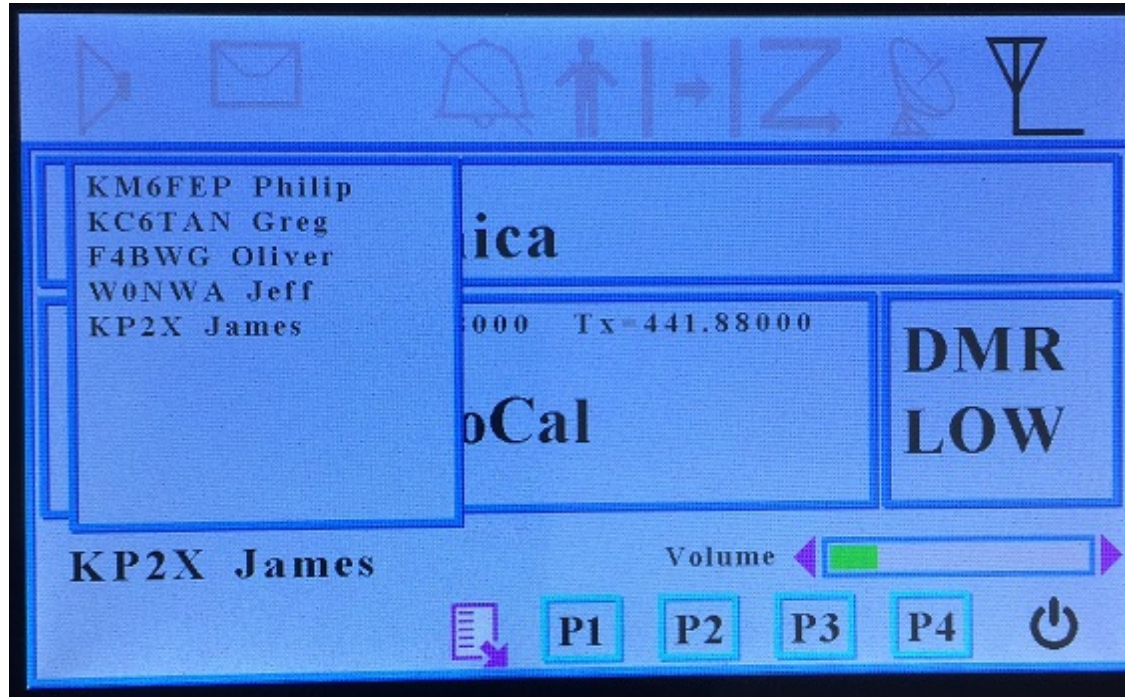 KM6FEP Philip
KC6TAN Greg
F4BWG Oliver
W0NWA Jeff
KP2X James
ica
000 Tx=441.88000
oCal
DMR
LOW
KP2X James
Volume
P1 P2 P3 P4